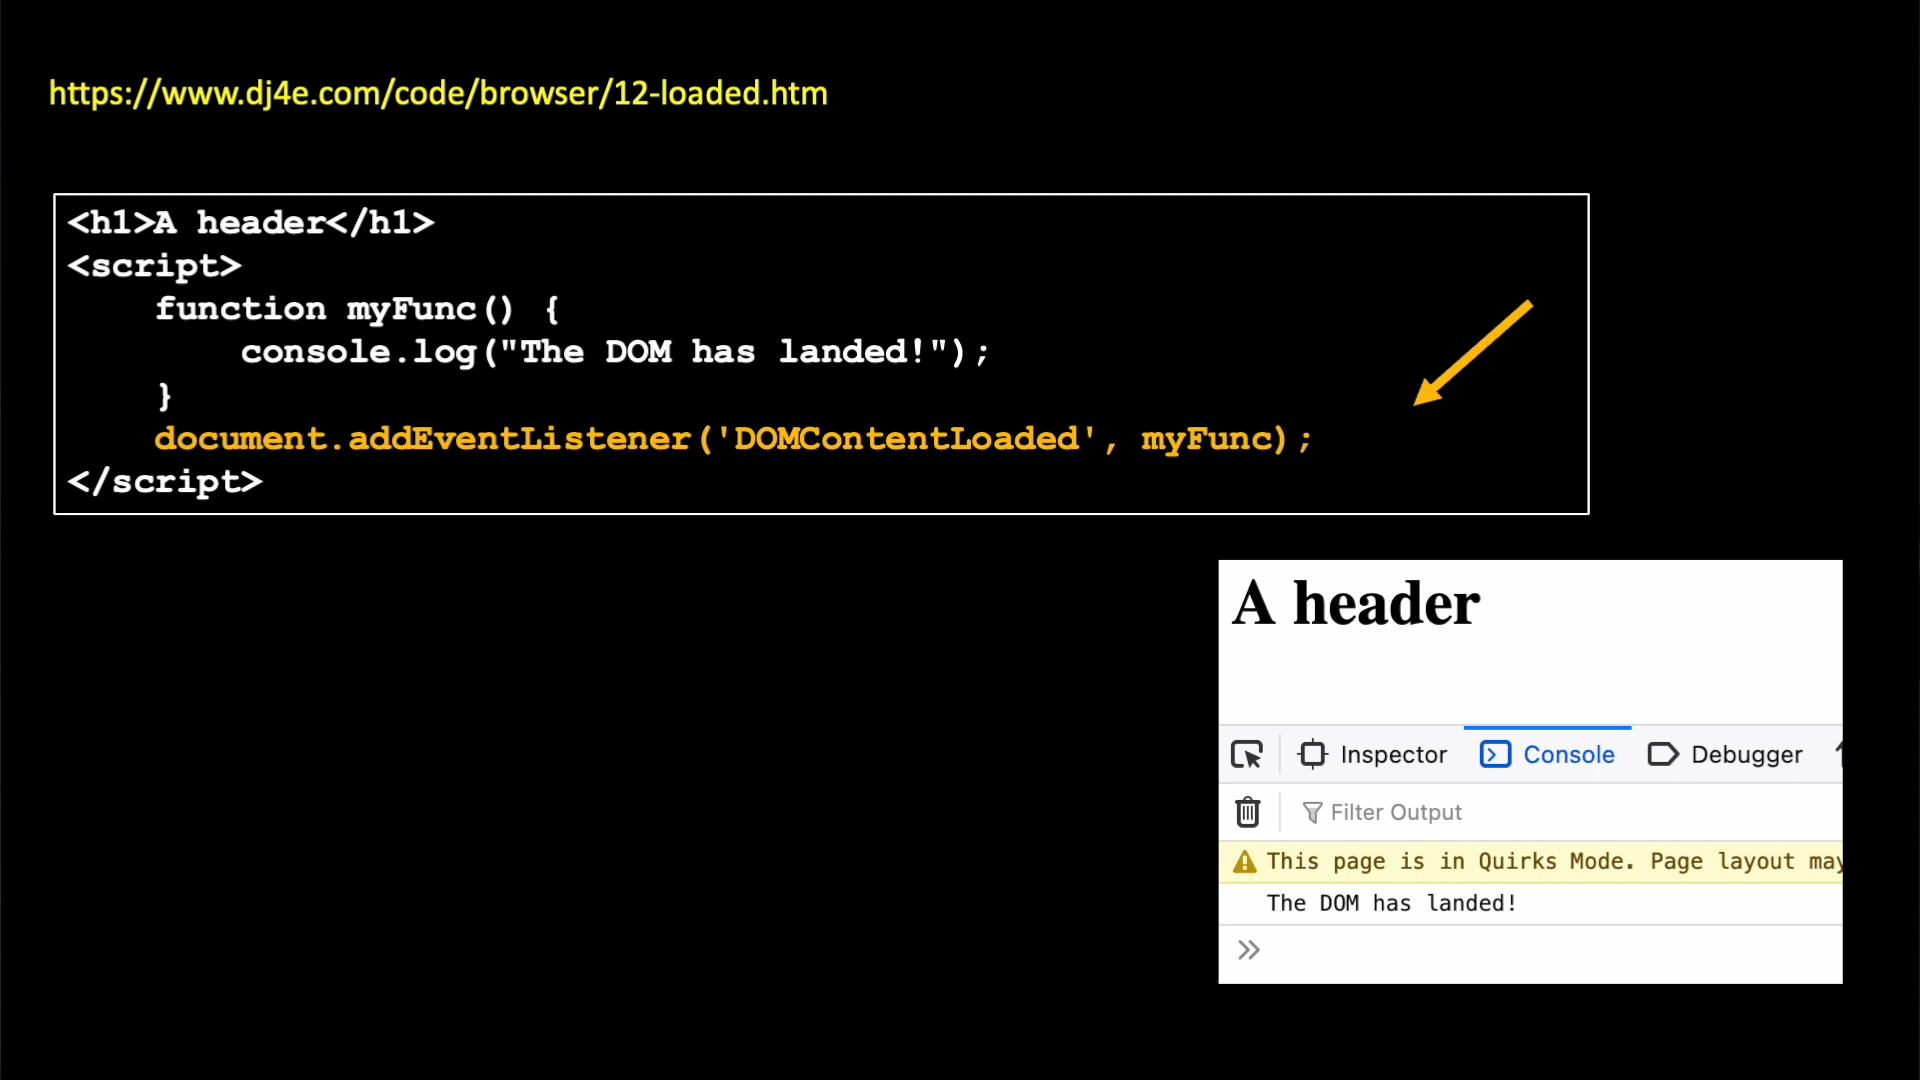 https://www.dj4e.com/code/browser/12-loaded.htm
<h1>A header</h1>
<script>
    function myFunc() {
        console.log("The DOM has landed!");
    }
    document.addEventListener('DOMContentLoaded', myFunc);
</script>
A header
Inspector Console Debugger
Filter Output
This page is in Quirks Mode. Page layout may
The DOM has landed!